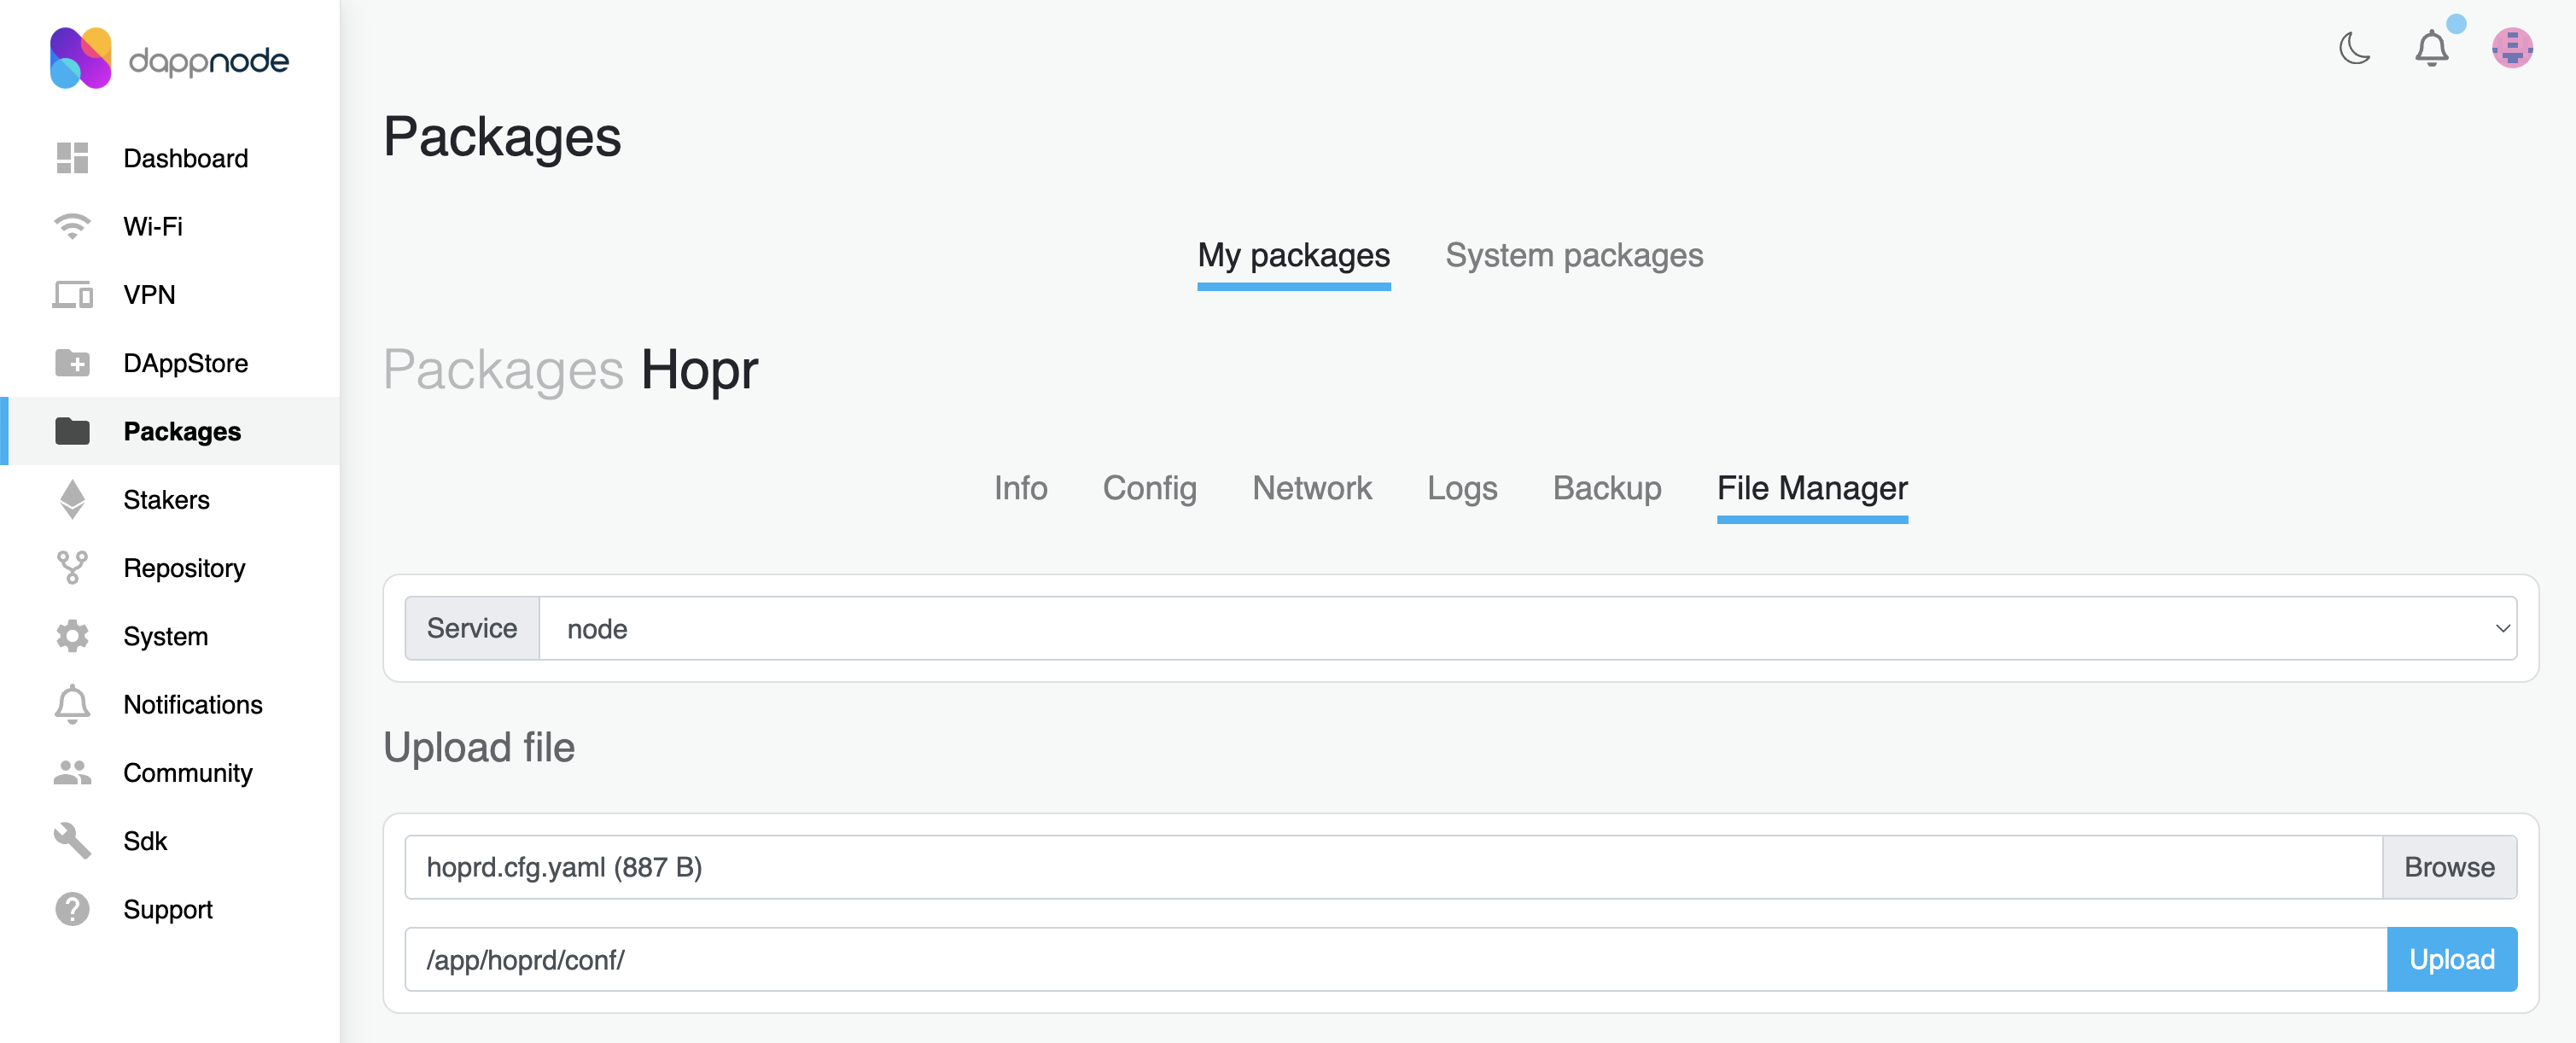 dappnode
Dashboard
Wi-Fi
VPN
DAppStore
Packages
Stakers
Repository
System
Notifications
Community
Sdk
Support
Packages
My packages System packages
Packages Hopr
Info Config Network Logs Backup File Manager
Service node
Upload file
hoprd.cfg.yaml (887 B) Browse
/app/hoprd/conf/ Upload